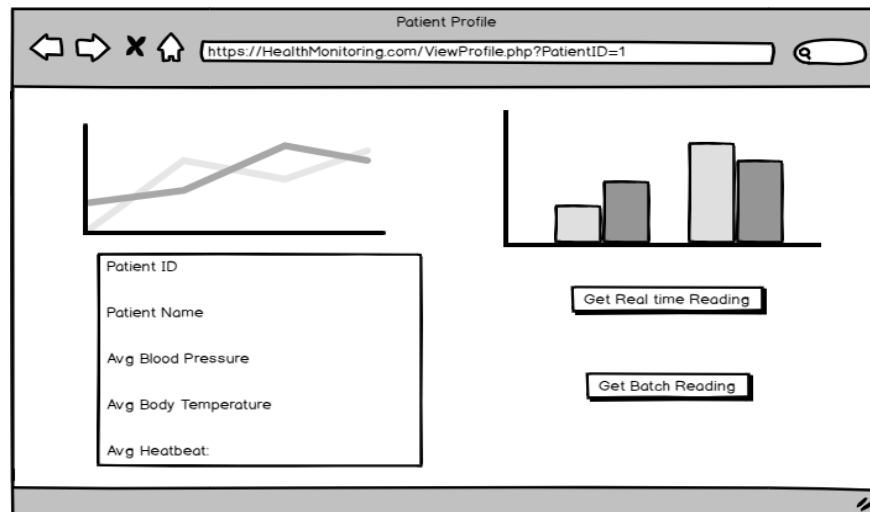 Patient Profile
https://HealthMonitoring.com/ViewProfile.php?PatientID=1
Patient ID
Patient Name
Avg Blood Pressure
Avg Body Temperature
Avg Heatbeat:
Get Real time Reading
Get Batch Reading